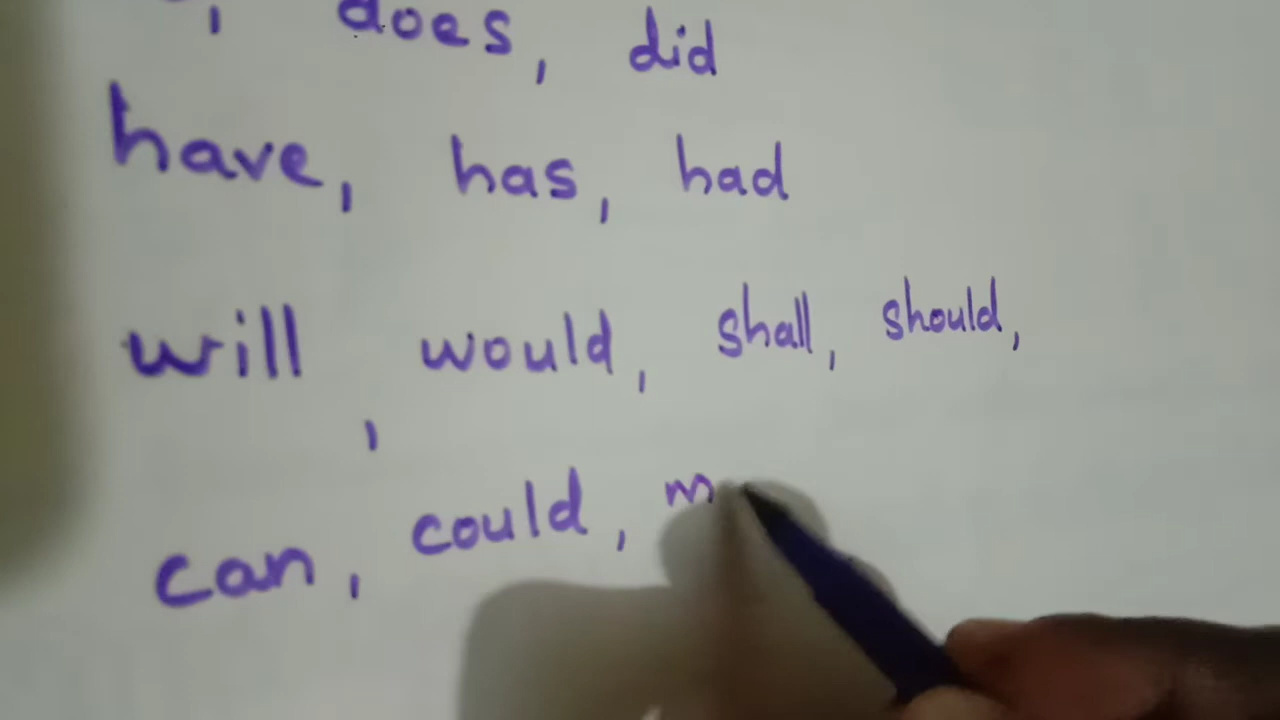 , does, did
have, has, had
will, would, shall, should,
can, could, m